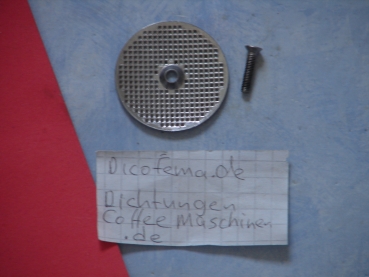 Dicofema.de
Dichtungen
Coffee Maschinen
.de